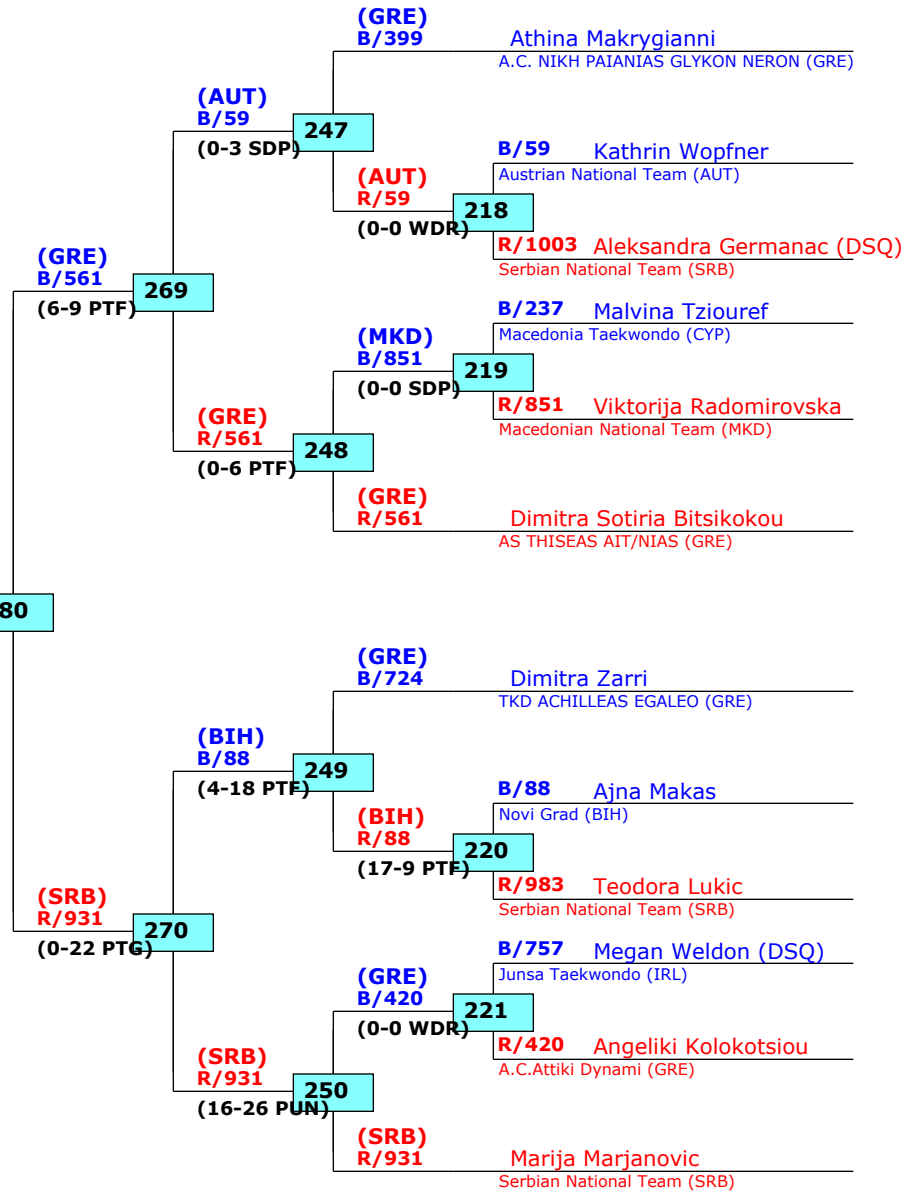 (GRE)
B/399
Athina Makrygianni
A.C. NIKH PAIANIAS GLYKON NERON (GRE)
(AUT)
B/59
247
(0-3 SDP)
B/59 Kathrin Wopfner
Austrian National Team (AUT)
(AUT)
R/59
218
(0-0 WDR)
R/1003 Aleksandra Germanac (DSQ)
Serbian National Team (SRB)
(GRE)
B/561
269
(6-9 PTF)
B/237 Malvina Tziouref
Macedonia Taekwondo (CYP)
(MKD)
B/851
219
(0-0 SDP)
R/851 Viktorija Radomirovska
Macedonian National Team (MKD)
(GRE)
R/561
248
(0-6 PTF)
(GRE)
R/561
Dimitra Sotiria Bitsikokou
AS THISEAS AIT/NIAS (GRE)
80
(GRE)
B/724
Dimitra Zarri
TKD ACHILLEAS EGALEO (GRE)
(BIH)
B/88
249
(4-18 PTF)
B/88 Ajna Makas
Novi Grad (BIH)
(BIH)
R/88
220
(17-9 PTF)
R/983 Teodora Lukic
Serbian National Team (SRB)
(SRB)
R/931
270
(0-22 PTG)
B/757 Megan Weldon (DSQ)
Junsa Taekwondo (IRL)
(GRE)
B/420
221
(0-0 WDR)
R/420 Angeliki Kolokotsiou
A.C.Attiki Dynami (GRE)
(SRB)
R/931
250
(16-26 PUN)
(SRB)
R/931
Marija Marjanovic
Serbian National Team (SRB)